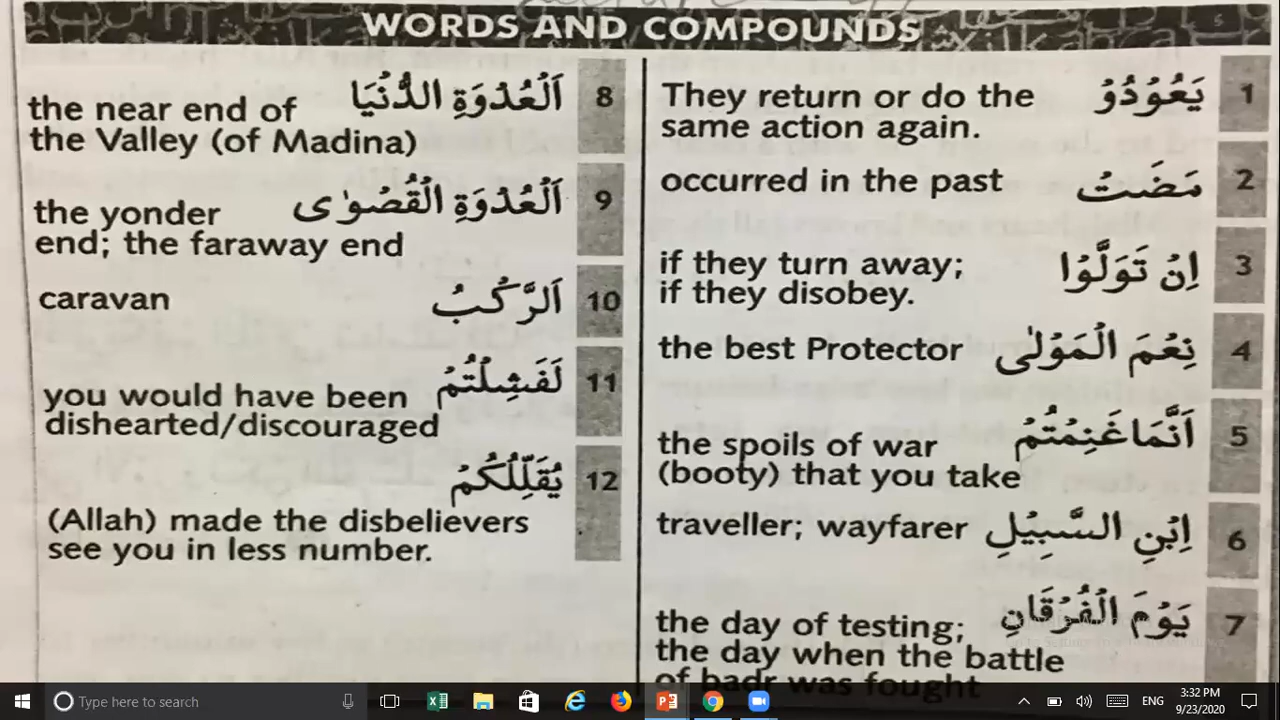 WORDS AND COMPOUNDS
1 يَعُوْدُوْ
They return or do the
same action again.
2 مَضَتْ
occurred in the past
3 اِنْ تَوَلَّوْا
if they turn away;
if they disobey.
4 نِعْمَ الْمَوْلٰى
the best Protector
5 اَنَّمَا غَنِمْتُمْ
the spoils of war
(booty) that you take
6 اِبْنِ السَّبِيْلِ
traveller; wayfarer
7 يَوْمَ الْفُرْقَانِ
the day of testing;
the day when the battle
of badr was fought
8 اَلْعُدْوَةِ الدُّنْيَا
the near end of
the Valley (of Madina)
9 اَلْعُدْوَةِ الْقُصْوٰى
the yonder
end; the faraway end
10 اَلرَّكْبُ
caravan
11 لَفَشِلْتُمْ
you would have been
dishearted/discouraged
12 يُقَلِّلُكُمْ
(Allah) made the disbelievers
see you in less number.
Type here to search
ENG
3:32 PM
9/23/2020